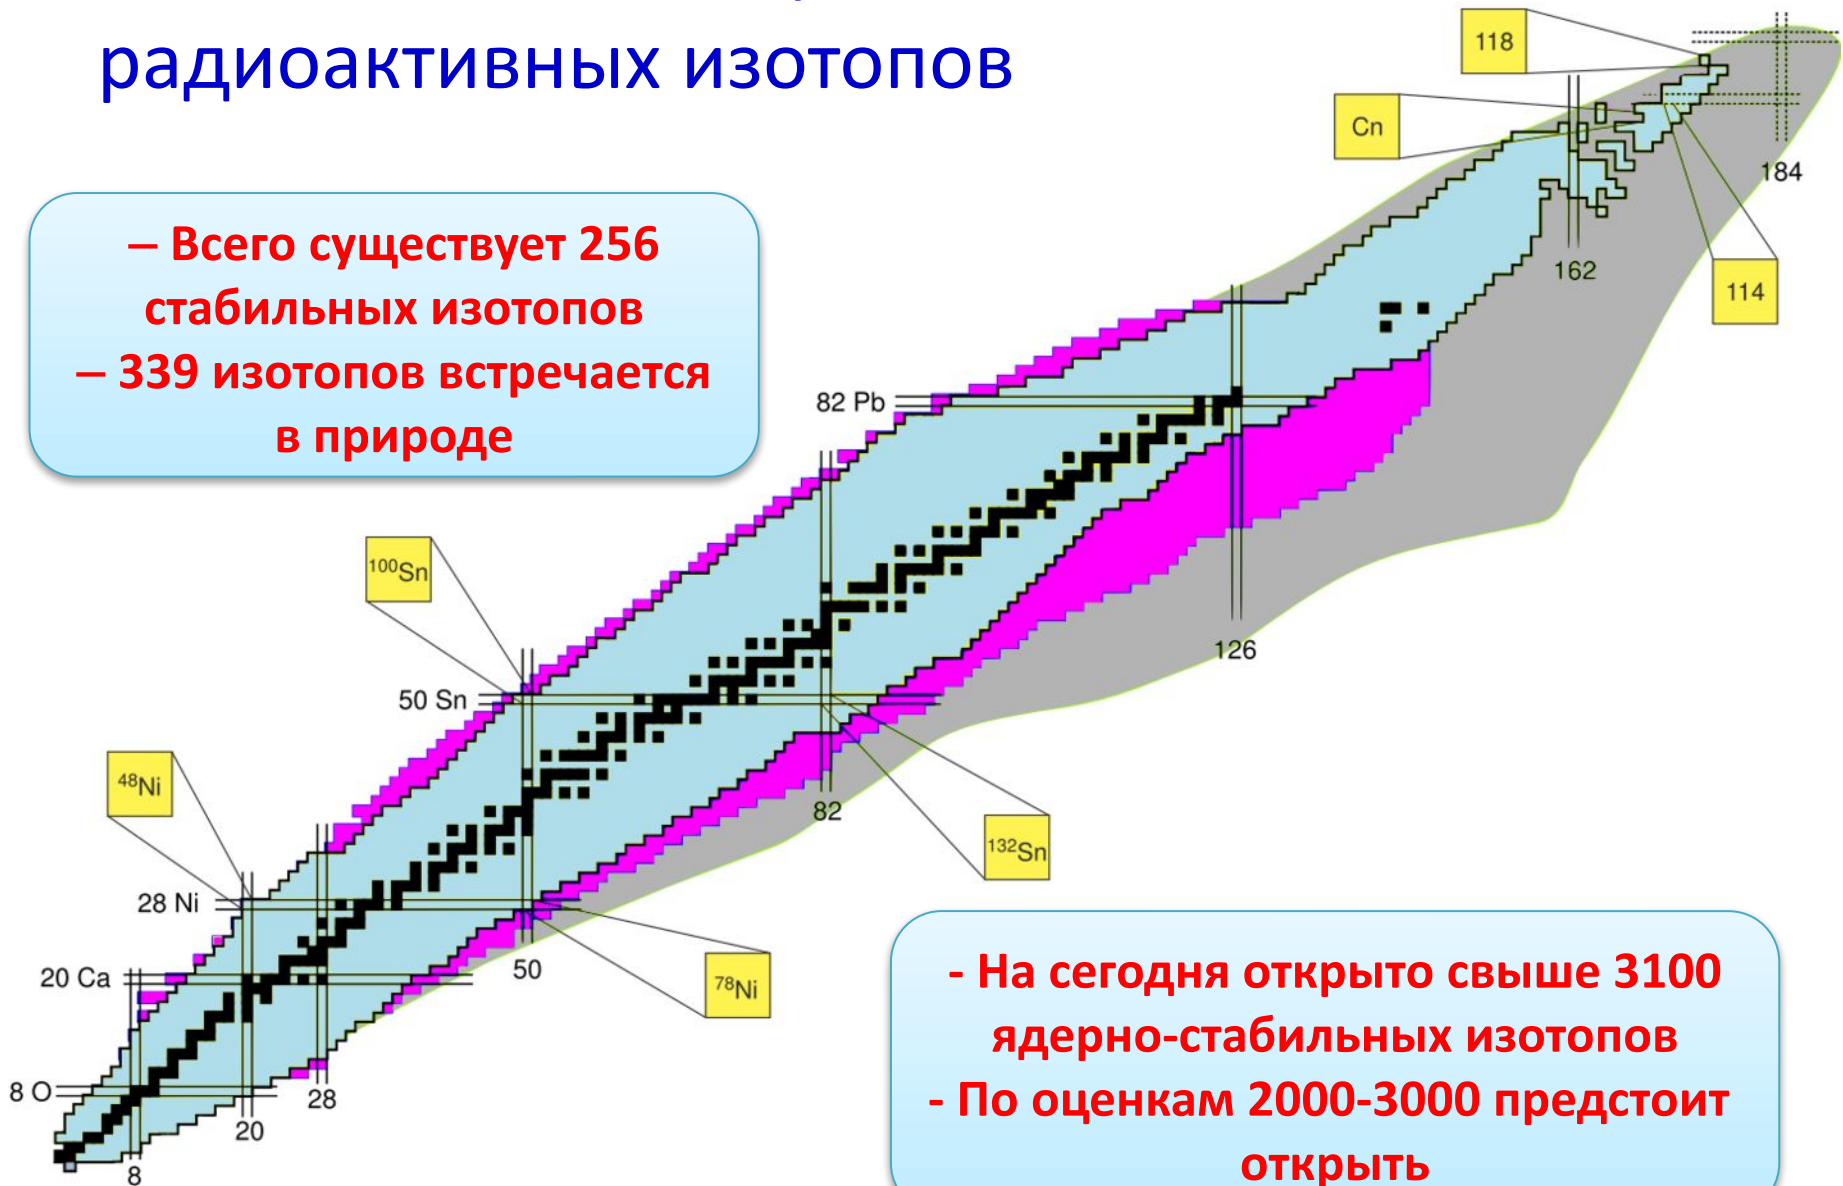 радиоактивных изотопов
118
Cn
184
162
114
– Всего существует 256
стабильных изотопов
– 339 изотопов встречается
в природе
82 Pb
126
¹⁰⁰Sn
50 Sn
82
¹³²Sn
⁴⁸Ni
28 Ni
50
⁷⁸Ni
20 Ca
28
8 O
20
8
- На сегодня открыто свыше 3100
ядерно-стабильных изотопов
- По оценкам 2000-3000 предстоит
открыть